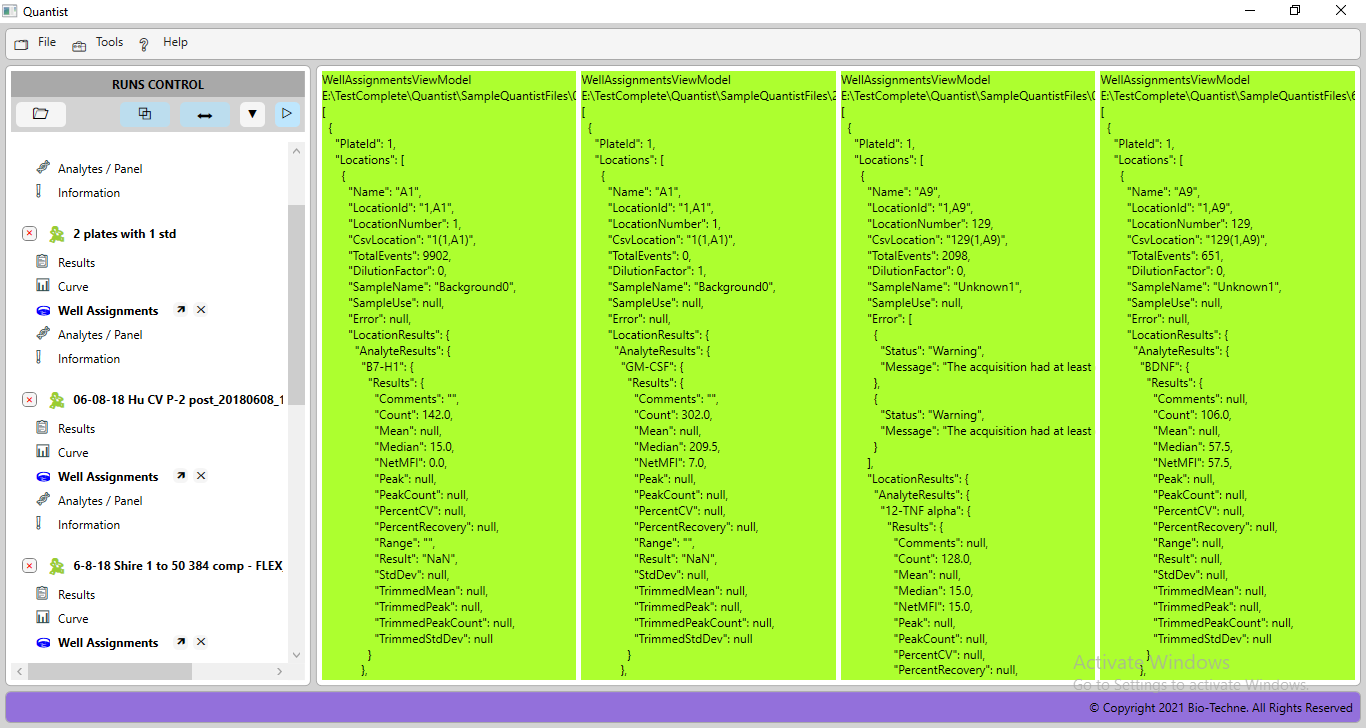 Quantist
File Tools Help
RUNS CONTROL
Analytes / Panel
Information
2 plates with 1 std
Results
Curve
Well Assignments
Analytes / Panel
Information
06-08-18 Hu CV P-2 post_20180608_1
Results
Curve
Well Assignments
Analytes / Panel
Information
6-8-18 Shire 1 to 50 384 comp - FLEX
Results
Curve
Well Assignments
WellAssignmentsViewModel
E:\TestComplete\Quantist\SampleQuantistFiles\0
[
{
"PlateId": 1,
"Locations": [
{
"Name": "A1",
"LocationId": "1,A1",
"LocationNumber": 1,
"CsvLocation": "1(1,A1)",
"TotalEvents": 9902,
"DilutionFactor": 0,
"SampleName": "Background0",
"SampleUse": null,
"Error": null,
"LocationResults": {
"AnalyteResults": {
"B7-H1": {
"Results": {
"Comments": "",
"Count": 142.0,
"Mean": null,
"Median": 15.0,
"NetMFI": 0.0,
"Peak": null,
"PeakCount": null,
"PercentCV": null,
"PercentRecovery": null,
"Range": "",
"Result": "NaN",
"StdDev": null,
"TrimmedMean": null,
"TrimmedPeak": null,
"TrimmedPeakCount": null,
"TrimmedStdDev": null
}
},
WellAssignmentsViewModel
E:\TestComplete\Quantist\SampleQuantistFiles\2
[
{
"PlateId": 1,
"Locations": [
{
"Name": "A1",
"LocationId": "1,A1",
"LocationNumber": 1,
"CsvLocation": "1(1,A1)",
"TotalEvents": 0,
"DilutionFactor": 1,
"SampleName": "Background0",
"SampleUse": null,
"Error": null,
"LocationResults": {
"AnalyteResults": {
"GM-CSF": {
"Results": {
"Comments": "",
"Count": 302.0,
"Mean": null,
"Median": 209.5,
"NetMFI": 7.0,
"Peak": null,
"PeakCount": null,
"PercentCV": null,
"PercentRecovery": null,
"Range": "",
"Result": "NaN",
"StdDev": null,
"TrimmedMean": null,
"TrimmedPeak": null,
"TrimmedPeakCount": null,
"TrimmedStdDev": null
}
},
WellAssignmentsViewModel
E:\TestComplete\Quantist\SampleQuantistFiles\0
[
{
"PlateId": 1,
"Locations": [
{
"Name": "A9",
"LocationId": "1,A9",
"LocationNumber": 129,
"CsvLocation": "129(1,A9)",
"TotalEvents": 2098,
"DilutionFactor": 0,
"SampleName": "Unknown1",
"SampleUse": null,
"Error": [
{
"Status": "Warning",
"Message": "The acquisition had at least
},
{
"Status": "Warning",
"Message": "The acquisition had at least
}
],
"LocationResults": {
"AnalyteResults": {
"12-TNF alpha": {
"Results": {
"Comments": null,
"Count": 128.0,
"Mean": null,
"Median": 15.0,
"NetMFI": 15.0,
"Peak": null,
"PeakCount": null,
"PercentCV": null,
"PercentRecovery": null,
WellAssignmentsViewModel
E:\TestComplete\Quantist\SampleQuantistFiles\6
[
{
"PlateId": 1,
"Locations": [
{
"Name": "A9",
"LocationId": "1,A9",
"LocationNumber": 129,
"CsvLocation": "129(1,A9)",
"TotalEvents": 651,
"DilutionFactor": 0,
"SampleName": "Unknown1",
"SampleUse": null,
"Error": null,
"LocationResults": {
"AnalyteResults": {
"BDNF": {
"Results": {
"Comments": null,
"Count": 106.0,
"Mean": null,
"Median": 57.5,
"NetMFI": 57.5,
"Peak": null,
"PeakCount": null,
"PercentCV": null,
"PercentRecovery": null,
"Range": null,
"Result": null,
"StdDev": null,
"TrimmedMean": null,
"TrimmedPeak": null,
"TrimmedPeakCount": null,
"TrimmedStdDev": null
}
},
Activate Windows
Go to Settings to activate Windows.
© Copyright 2021 Bio-Techne. All Rights Reserved